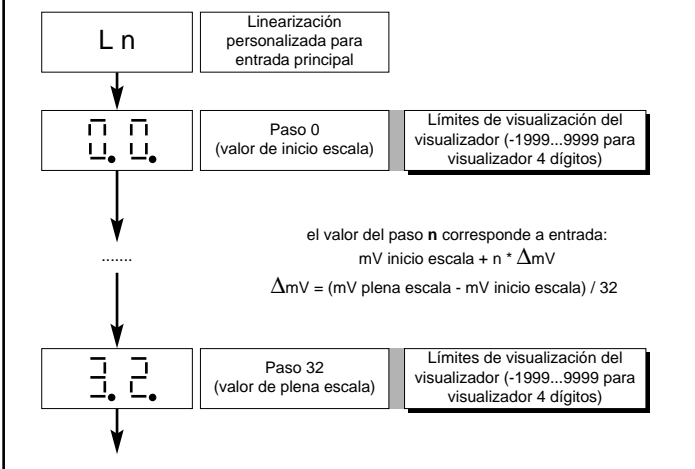 L n
Linearización
personalizada para
entrada principal
0.0.
Paso 0
(valor de inicio escala)
Límites de visualización del
visualizador (-1999...9999 para
visualizador 4 dígitos)
.......
el valor del paso n corresponde a entrada:
mV inicio escala + n * ΔmV
ΔmV = (mV plena escala - mV inicio escala) / 32
3.2.
Paso 32
(valor de plena escala)
Límites de visualización del
visualizador (-1999...9999 para
visualizador 4 dígitos)